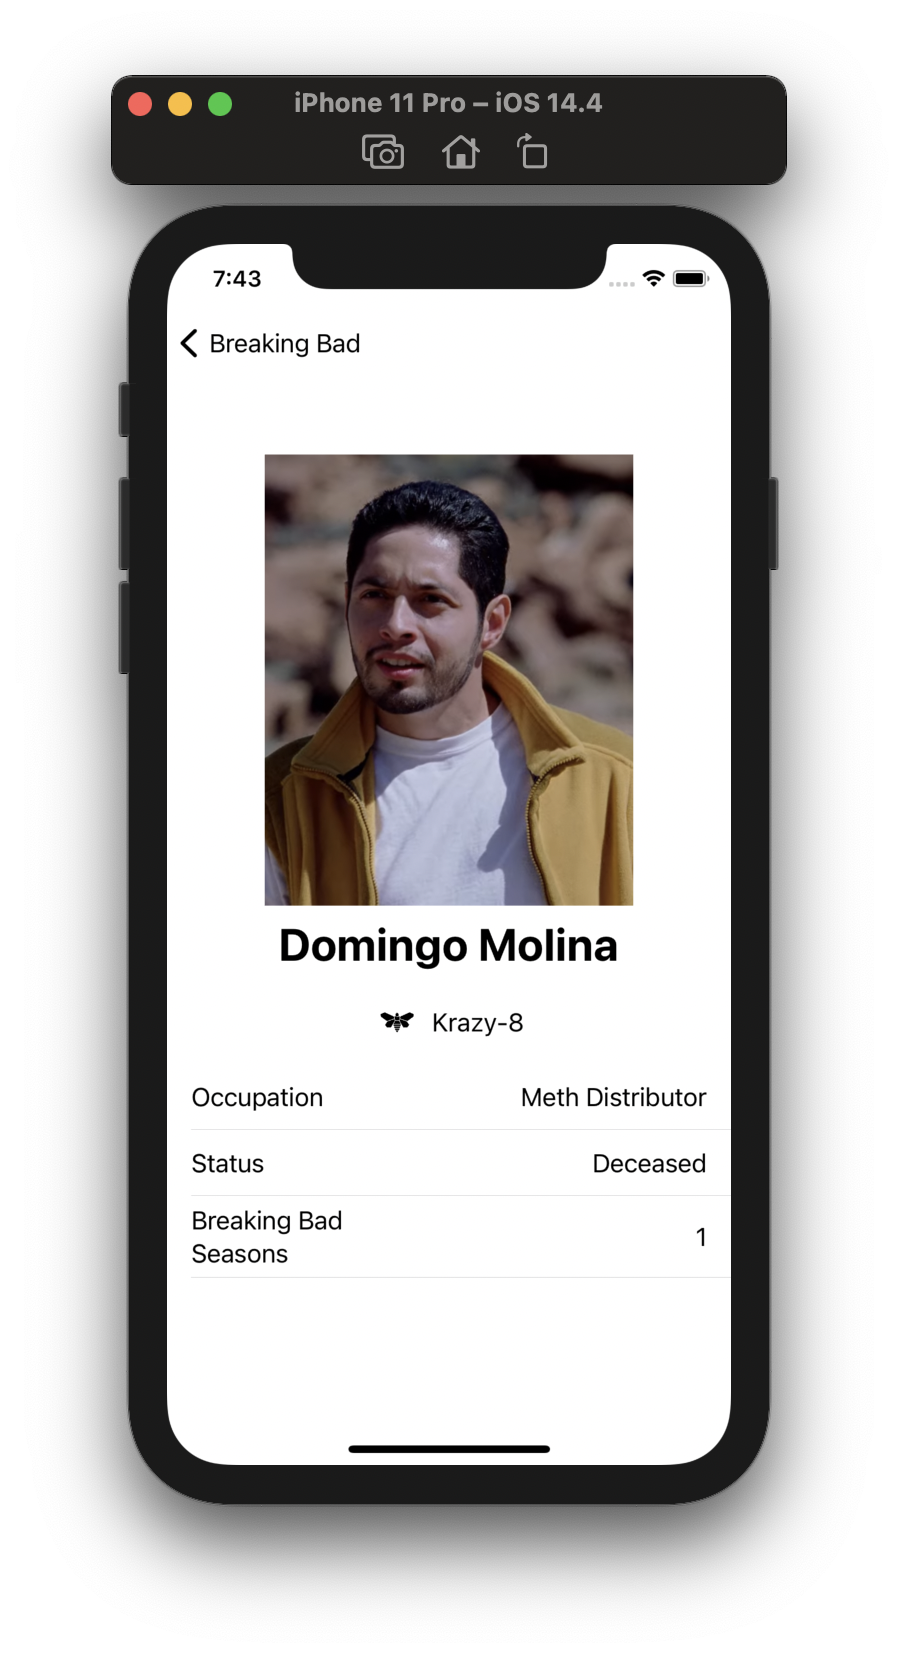 iPhone 11 Pro – iOS 14.4
7:43
Breaking Bad
Domingo Molina
Krazy-8
Occupation Meth Distributor
Status Deceased
Breaking Bad
Seasons 1